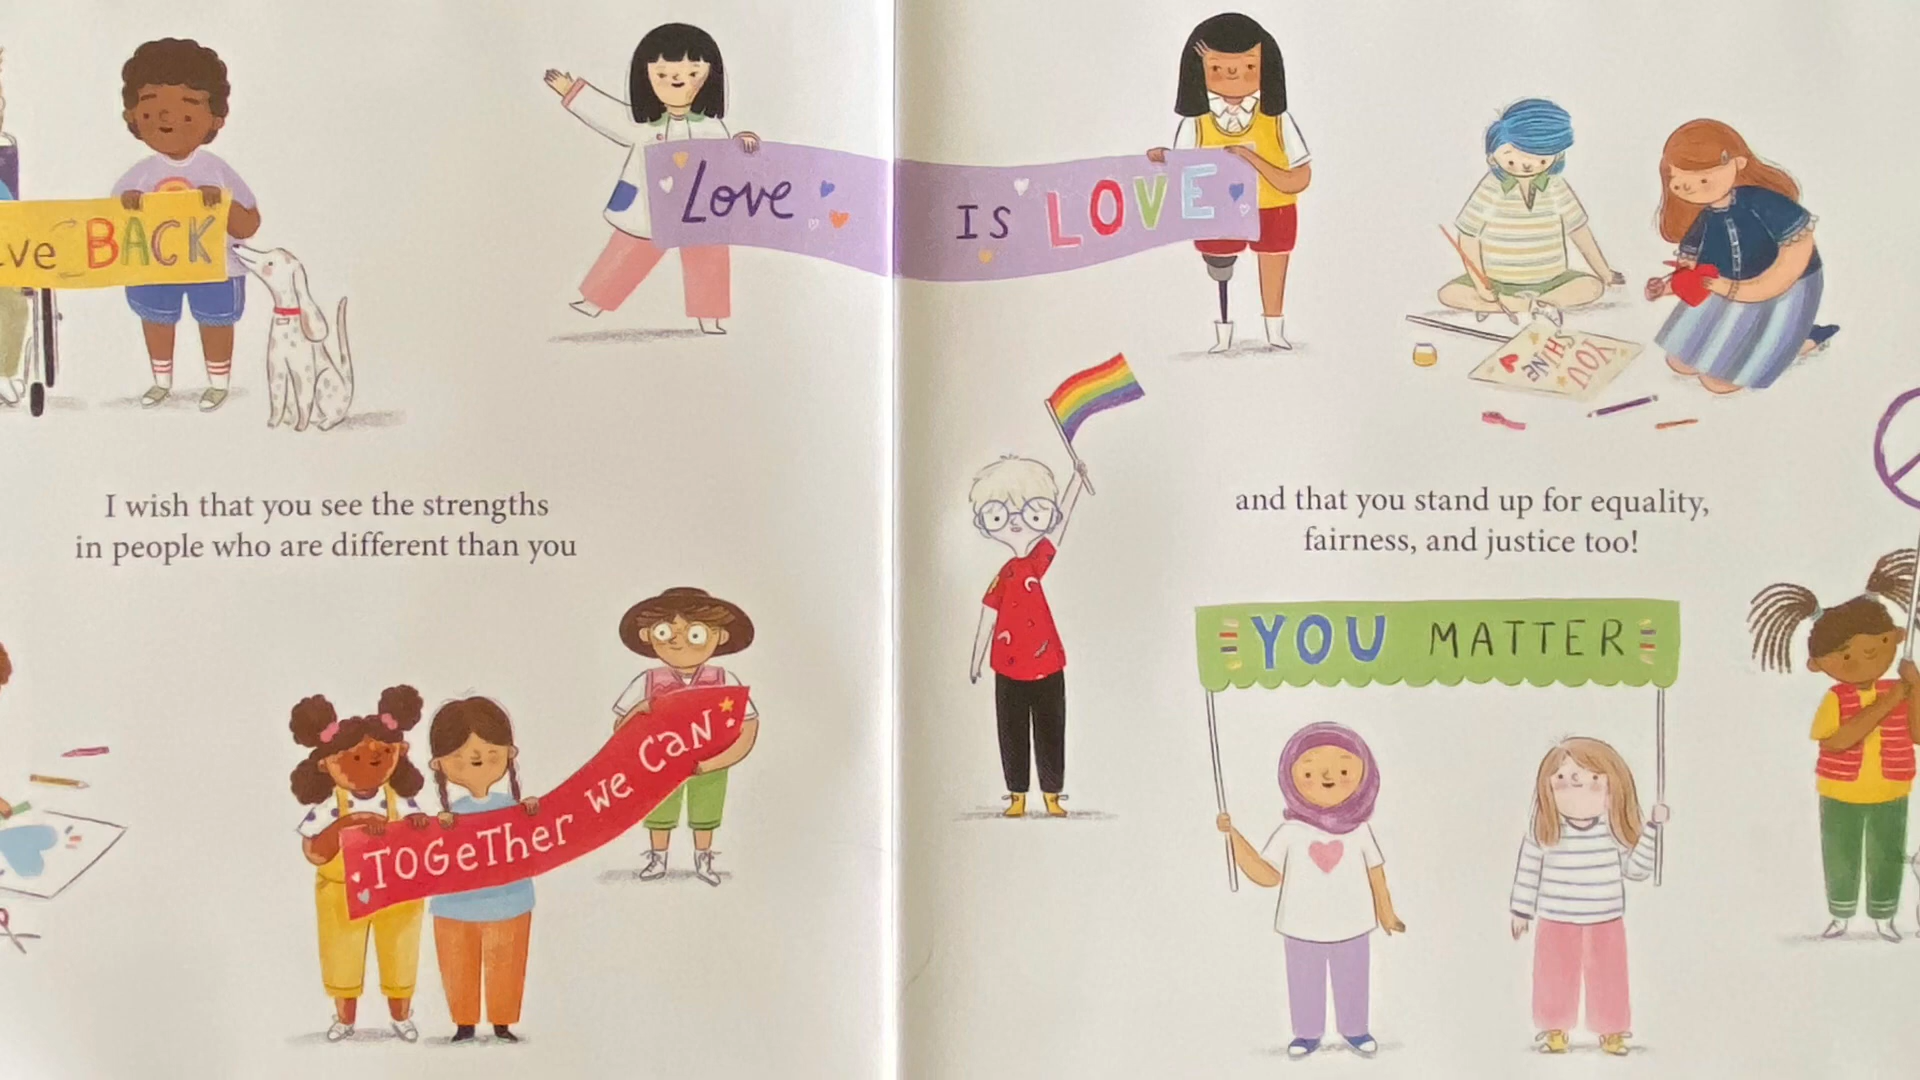 BACK
Love IS LOVE
YOU
SHINE
I wish that you see the strengths
in people who are different than you
and that you stand up for equality,
fairness, and justice too!
TOGeTher we CaN
YOU MATTER